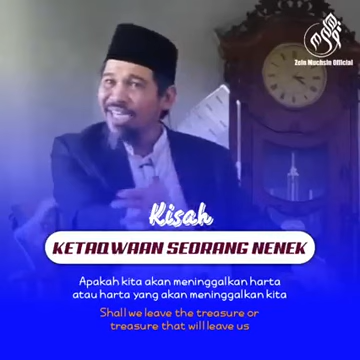 Zein Muchsin Official
Kisah
KETAQWAAN SEORANG NENEK
Apakah kita akan meninggalkan harta
atau harta yang akan meninggalkan kita
Shall we leave the treasure or
treasure that will leave us